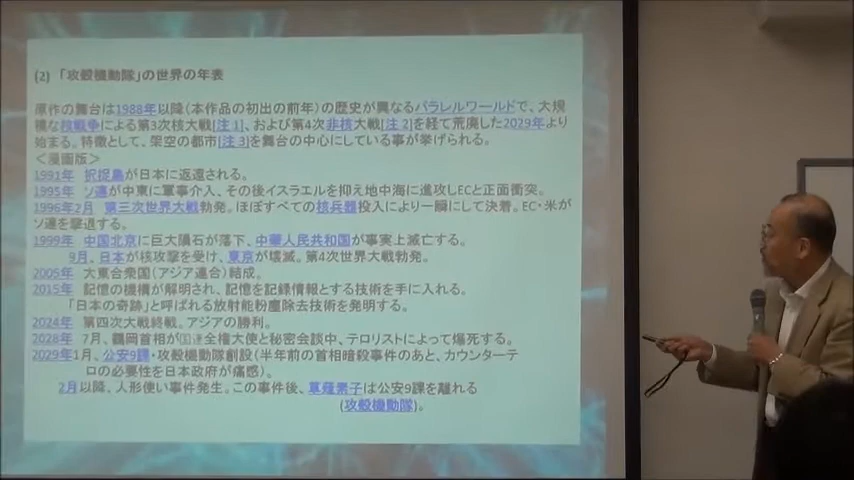 (2) 「攻殻機動隊」の世界の年表
原作の舞台は1988年以降(本作品の初出の前年)の歴史が異なるパラレルワールドで、大規
模な核戦争による第3次核大戦[注 1]、および第4次非核大戦[注 2]を経て荒廃した2029年より
始まる。特徴として、架空の都市[注 3]を舞台の中心にしている事が挙げられる。
＜漫画版＞
1991年 択捉島が日本に返還される。
1995年 ソ連が中東に軍事介入、その後イスラエルを抑え地中海に進攻しECと正面衝突。
1996年2月 第三次世界大戦勃発。ほぼすべての核兵器投入により一瞬にして決着。EC・米が
ソ連を撃退する。
1999年 中国北京に巨大隕石が落下、中華人民共和国が事実上滅亡する。
9月、日本が核攻撃を受け、東京が壊滅。第4次世界大戦勃発。
2005年 大東合衆国(アジア連合)結成。
2015年 記憶の機構が解明され、記憶を記録情報として手に入れる。
「日本の奇跡」と呼ばれる放射能粉塵除去技術を発明する。
2024年 第四次大戦終戦。アジアの勝利。
2028年 7月、鶴岡首相が全権大使と秘密会談中、テロリストによって爆死する。
2029年1月、公安9課・攻殻機動隊創設(半年前の首相暗殺事件のあと、カウンターテ
ロの必要性を日本政府が痛感)。
2月以降、人形使い事件発生。この事件後、草薙素子は公安9課を離れる
(攻殻機動隊)。